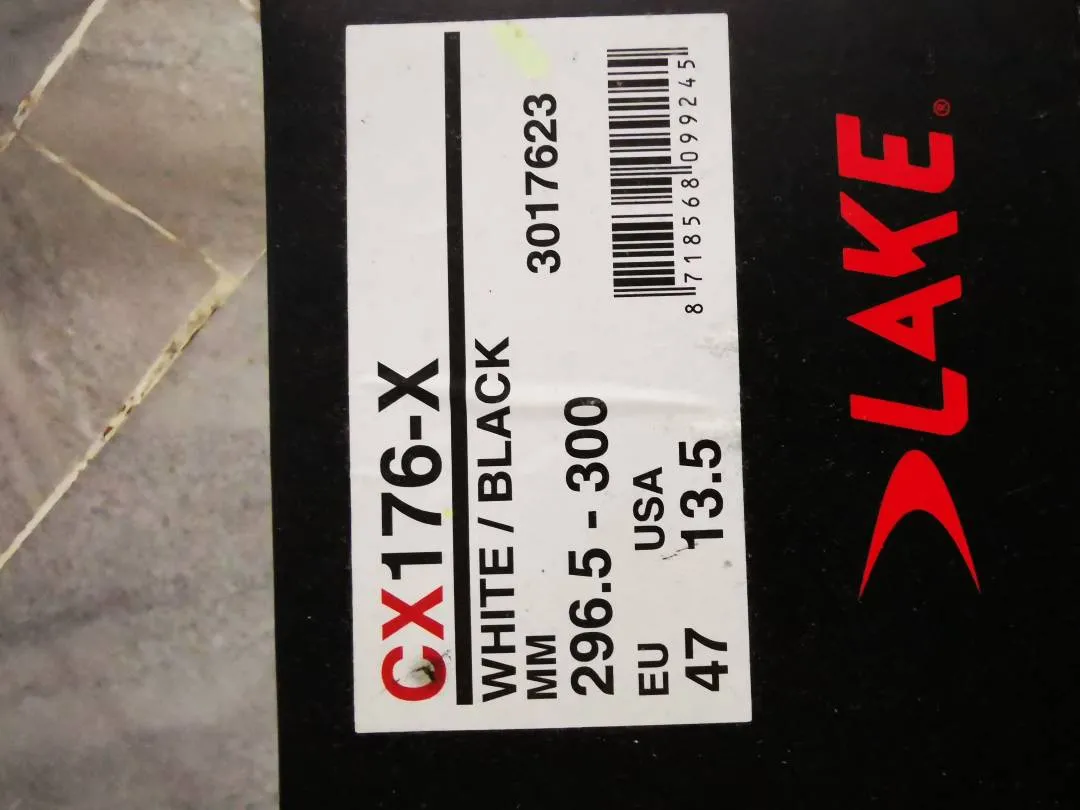 CX176-X
WHITE / BLACK
MM
296.5 - 300
3017623
EU USA
47 13.5
8 718568 099245
LAKE®